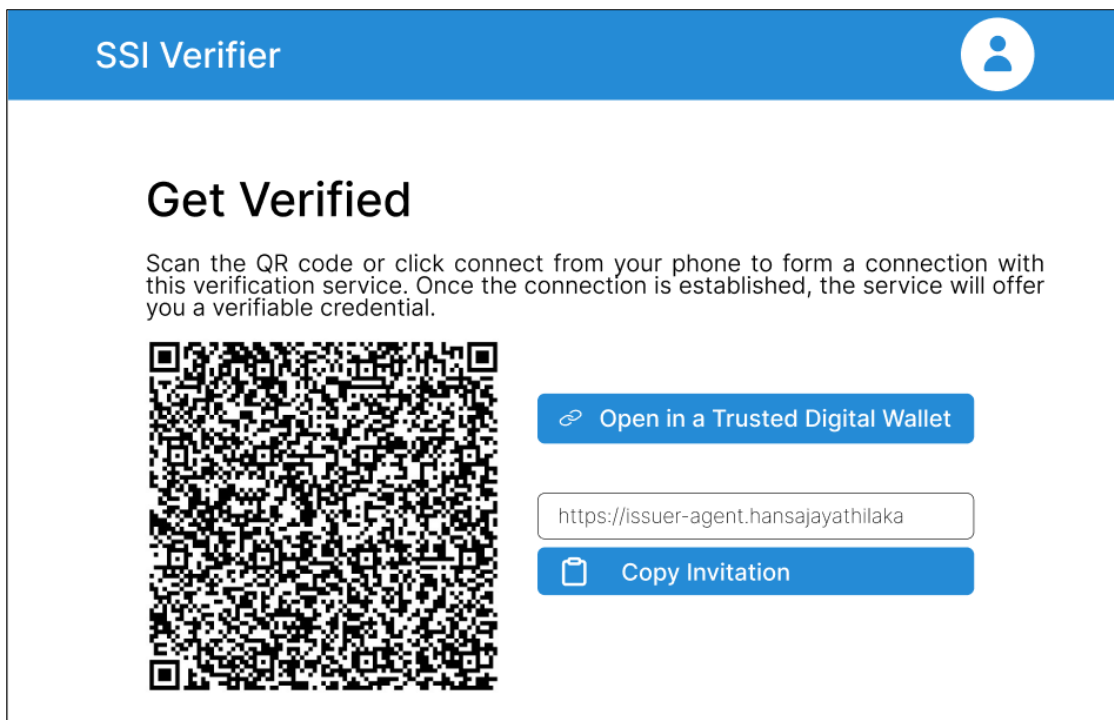 SSI Verifier
Get Verified
Scan the QR code or click connect from your phone to form a connection with
this verification service. Once the connection is established, the service will offer
you a verifiable credential.
Open in a Trusted Digital Wallet
https://issuer-agent.hansajayathilaka
Copy Invitation